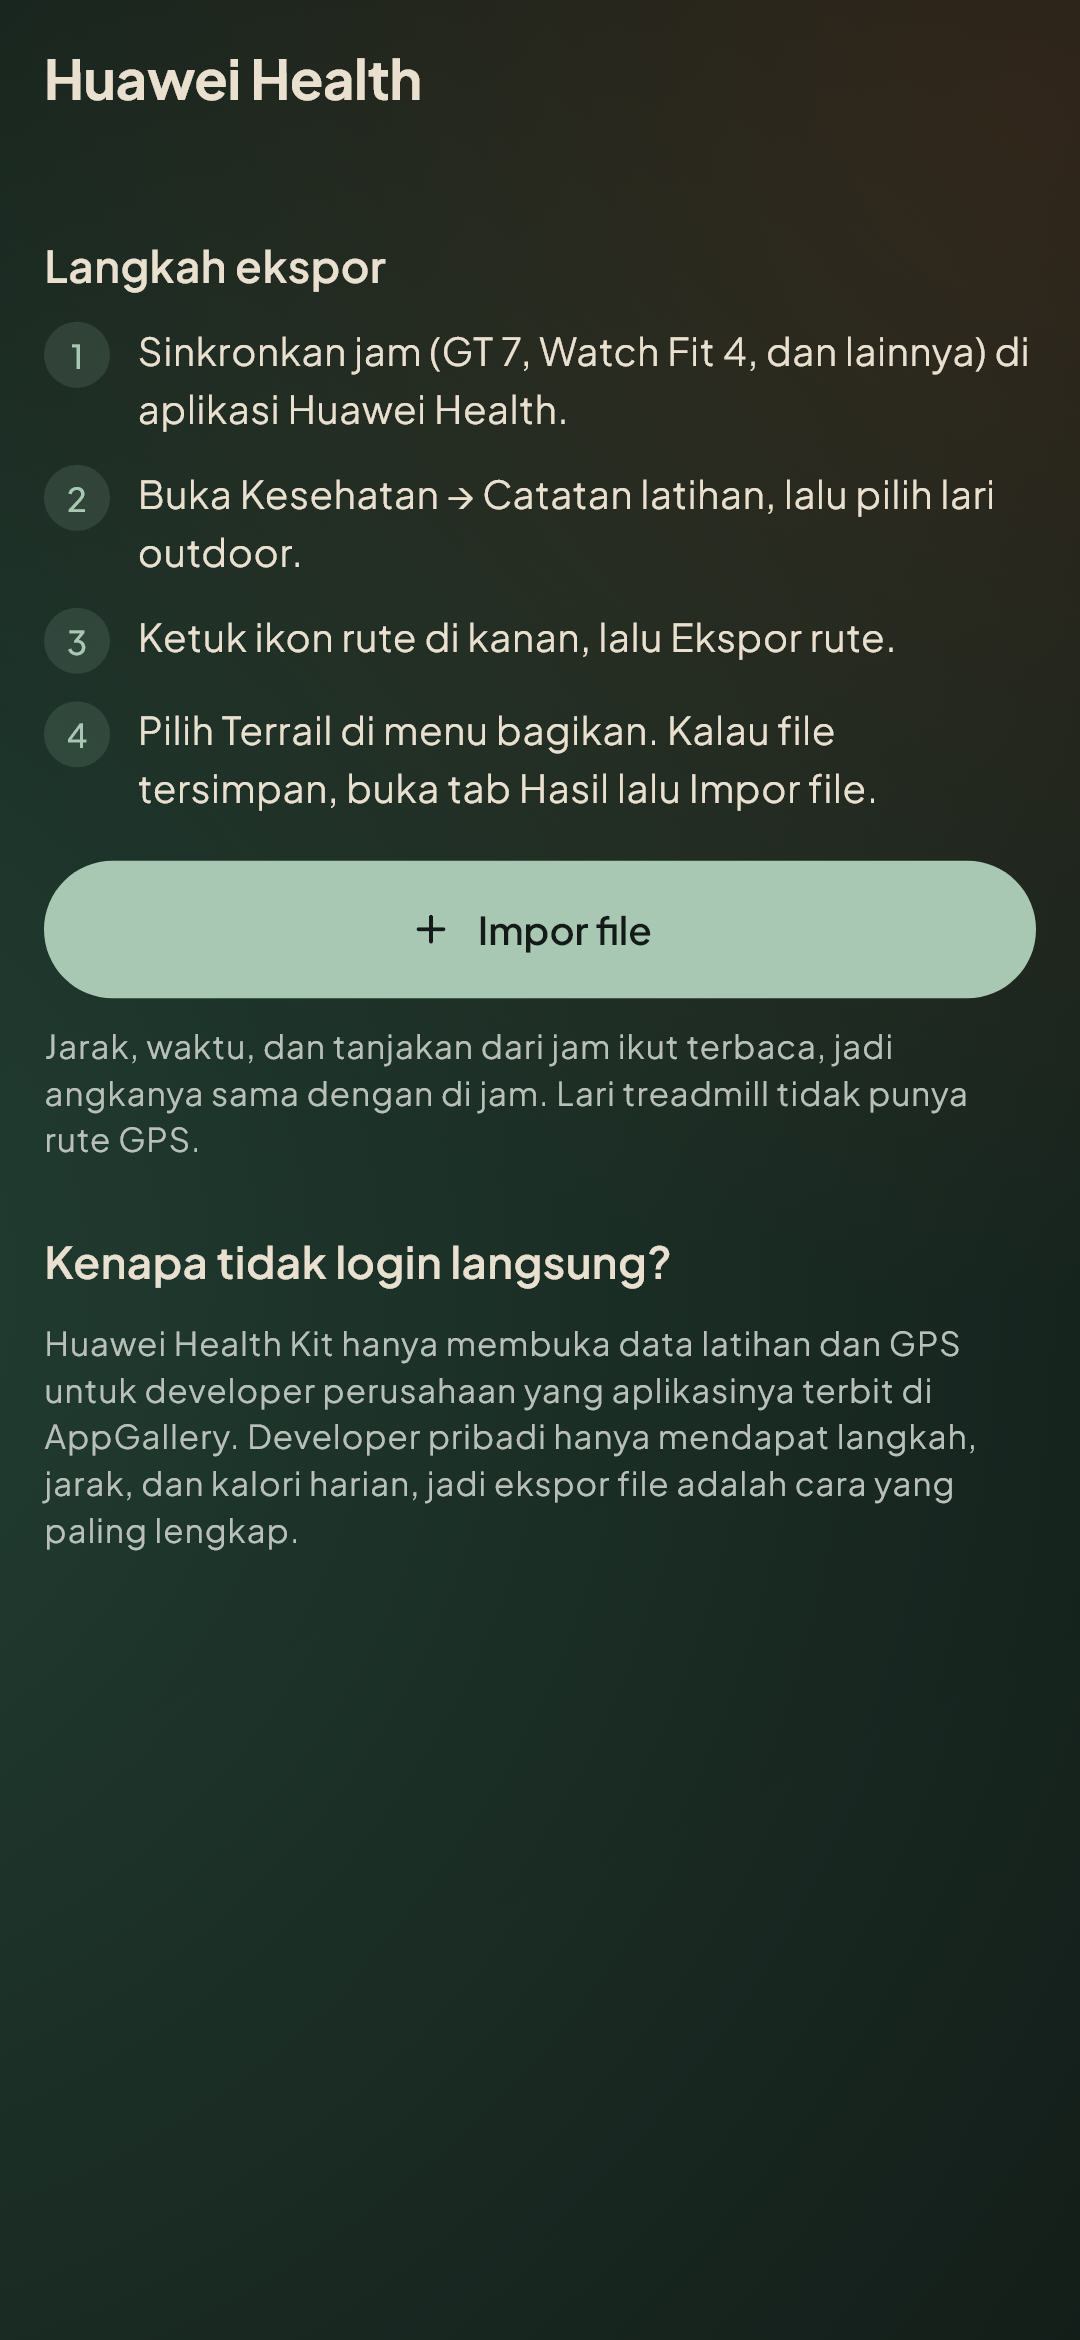 Huawei Health
Langkah ekspor
1 Sinkronkan jam (GT 7, Watch Fit 4, dan lainnya) di
aplikasi Huawei Health.
2 Buka Kesehatan → Catatan latihan, lalu pilih lari
outdoor.
3 Ketuk ikon rute di kanan, lalu Ekspor rute.
4 Pilih Terrail di menu bagikan. Kalau file
tersimpan, buka tab Hasil lalu Impor file.
+ Impor file
Jarak, waktu, dan tanjakan dari jam ikut terbaca, jadi
angkanya sama dengan di jam. Lari treadmill tidak punya
rute GPS.
Kenapa tidak login langsung?
Huawei Health Kit hanya membuka data latihan dan GPS
untuk developer perusahaan yang aplikasinya terbit di
AppGallery. Developer pribadi hanya mendapat langkah,
jarak, dan kalori harian, jadi ekspor file adalah cara yang
paling lengkap.